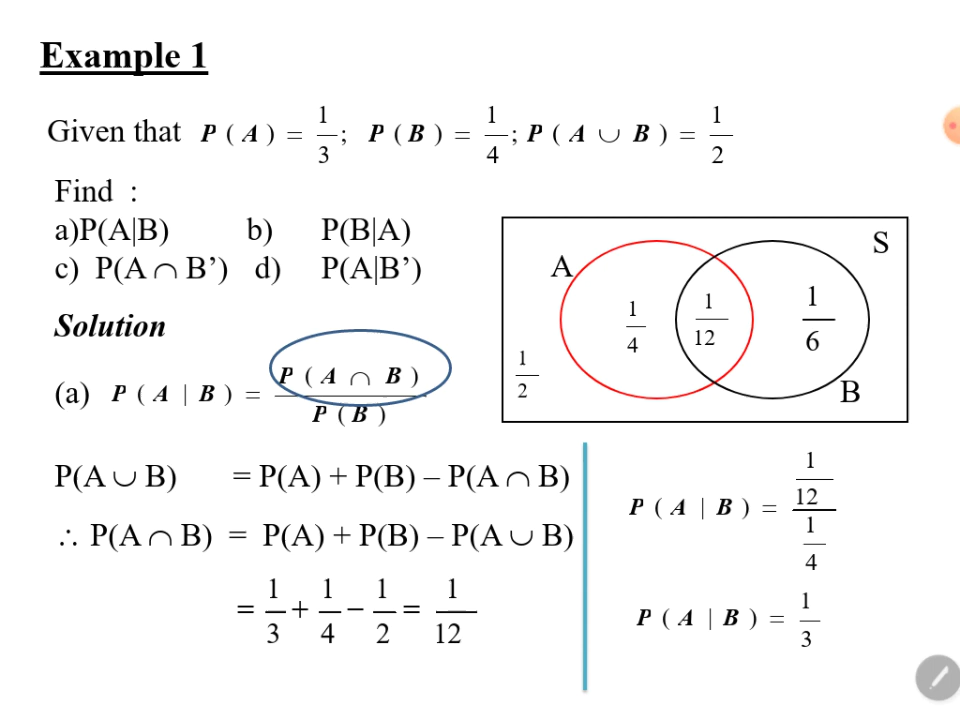 Example 1
Given that P ( A ) = 1/3 ; P ( B ) = 1/4 ; P ( A ∪ B ) = 1/2
Find :
a)P(A|B) b) P(B|A)
c) P(A ∩ B’) d) P(A|B’)
Solution
(a) P ( A | B ) = P ( A ∩ B ) / P ( B )
S
A
1/4 1/12 1/6
1/2
B
P(A ∪ B) = P(A) + P(B) – P(A ∩ B)
∴ P(A ∩ B) = P(A) + P(B) – P(A ∪ B)
= 1/3 + 1/4 − 1/2 = 1/12
P ( A | B ) = 1/12 / 1/4
P ( A | B ) = 1/3